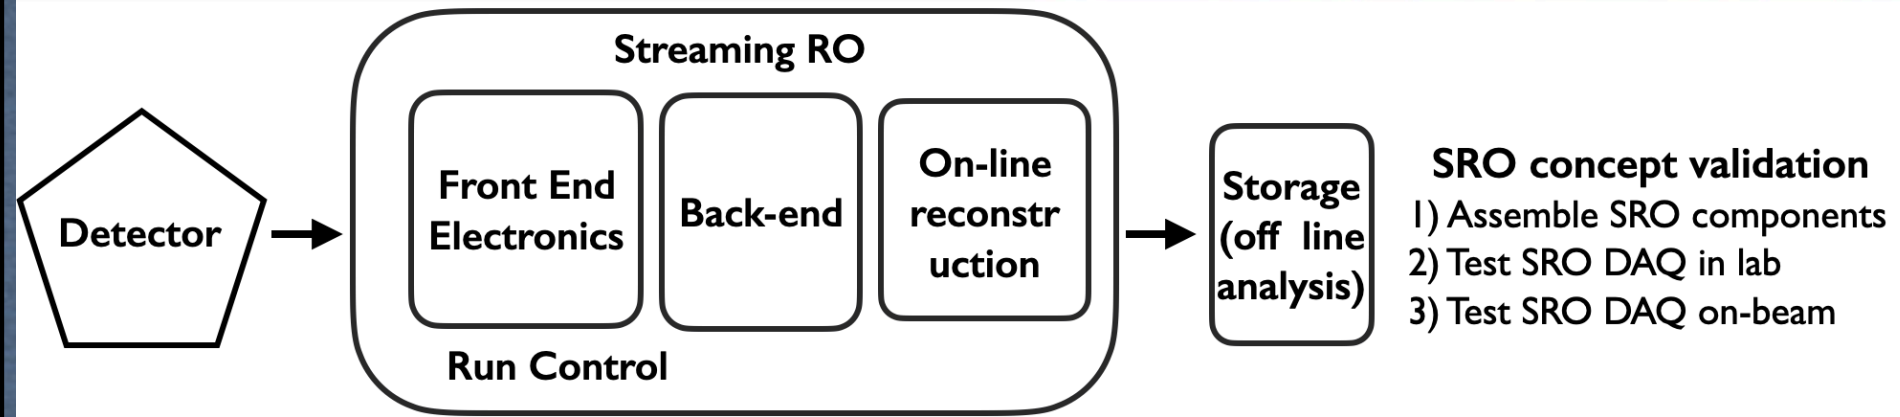 Streaming RO
Detector
Front End
Electronics
Back-end
On-line
reconstr
uction
Run Control
Storage
(off line
analysis)
SRO concept validation
1) Assemble SRO components
2) Test SRO DAQ in lab
3) Test SRO DAQ on-beam